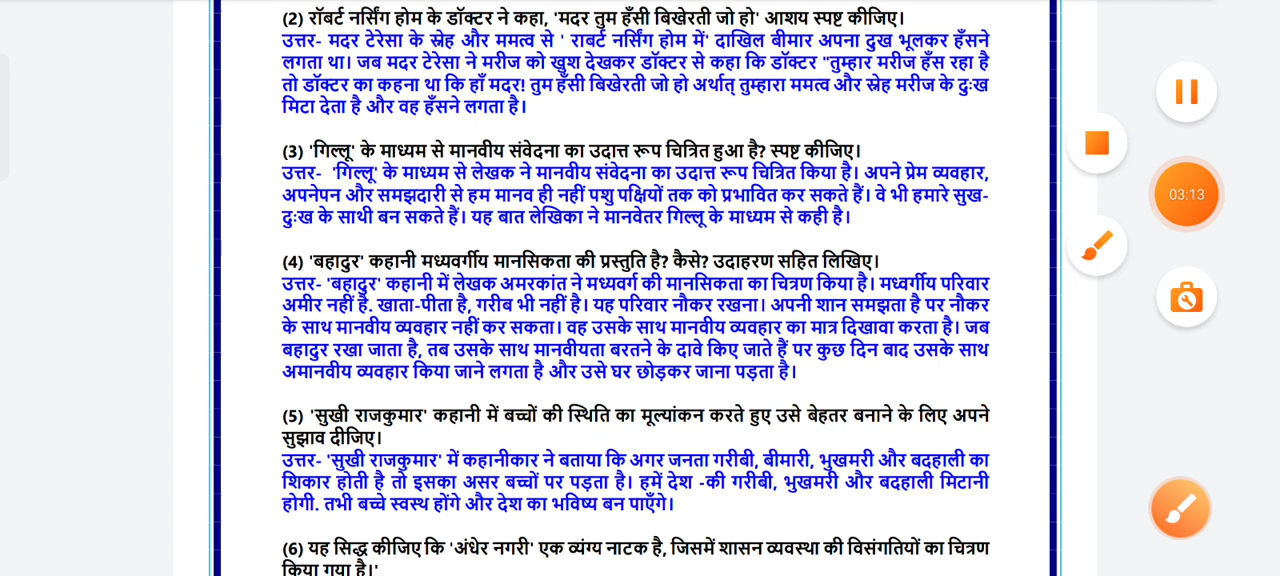 (2) रॉबर्ट नर्सिंग होम के डॉक्टर ने कहा, 'मदर तुम हँसी बिखेरती जो हो' आशय स्पष्ट कीजिए।
उत्तर- मदर टेरेसा के स्नेह और ममत्व से ' राबर्ट नर्सिंग होम में' दाखिल बीमार अपना दुख भूलकर हँसने
लगता था। जब मदर टेरेसा ने मरीज को खुश देखकर डॉक्टर से कहा कि डॉक्टर "तुम्हार मरीज हँस रहा है
तो डॉक्टर का कहना था कि हाँ मदर! तुम हँसी बिखेरती जो हो अर्थात् तुम्हारा ममत्व और स्नेह मरीज के दुःख
मिटा देता है और वह हँसने लगता है।
(3) 'गिल्लू' के माध्यम से मानवीय संवेदना का उदात्त रूप चित्रित हुआ है? स्पष्ट कीजिए।
उत्तर- 'गिल्लू' के माध्यम से लेखक ने मानवीय संवेदना का उदात्त रूप चित्रित किया है। अपने प्रेम व्यवहार,
अपनेपन और समझदारी से हम मानव ही नहीं पशु पक्षियों तक को प्रभावित कर सकते हैं। वे भी हमारे सुख-
दुःख के साथी बन सकते हैं। यह बात लेखिका ने मानवेतर गिल्लू के माध्यम से कही है।
(4) 'बहादुर' कहानी मध्यवर्गीय मानसिकता की प्रस्तुति है? कैसे? उदाहरण सहित लिखिए।
उत्तर- 'बहादुर' कहानी में लेखक अमरकांत ने मध्यवर्ग की मानसिकता का चित्रण किया है। मध्वर्गीय परिवार
अमीर नहीं है. खाता-पीता है, गरीब भी नहीं है। यह परिवार नौकर रखना। अपनी शान समझता है पर नौकर
के साथ मानवीय व्यवहार नहीं कर सकता। वह उसके साथ मानवीय व्यवहार का मात्र दिखावा करता है। जब
बहादुर रखा जाता है, तब उसके साथ मानवीयता बरतने के दावे किए जाते हैं पर कुछ दिन बाद उसके साथ
अमानवीय व्यवहार किया जाने लगता है और उसे घर छोड़कर जाना पड़ता है।
(5) 'सुखी राजकुमार' कहानी में बच्चों की स्थिति का मूल्यांकन करते हुए उसे बेहतर बनाने के लिए अपने
सुझाव दीजिए।
उत्तर- 'सुखी राजकुमार' में कहानीकार ने बताया कि अगर जनता गरीबी, बीमारी, भुखमरी और बदहाली का
शिकार होती है तो इसका असर बच्चों पर पड़ता है। हमें देश -की गरीबी, भुखमरी और बदहाली मिटानी
होगी. तभी बच्चे स्वस्थ होंगे और देश का भविष्य बन पाएँगे।
(6) यह सिद्ध कीजिए कि 'अंधेर नगरी' एक व्यंग्य नाटक है, जिसमें शासन व्यवस्था की विसंगतियों का चित्रण
किया गया है।'
03:13